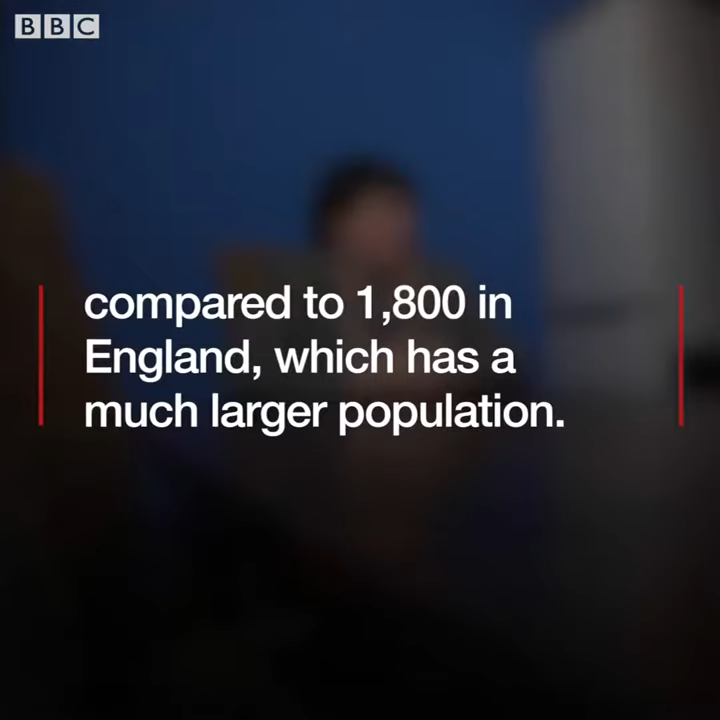 BBC
compared to 1,800 in
England, which has a
much larger population.